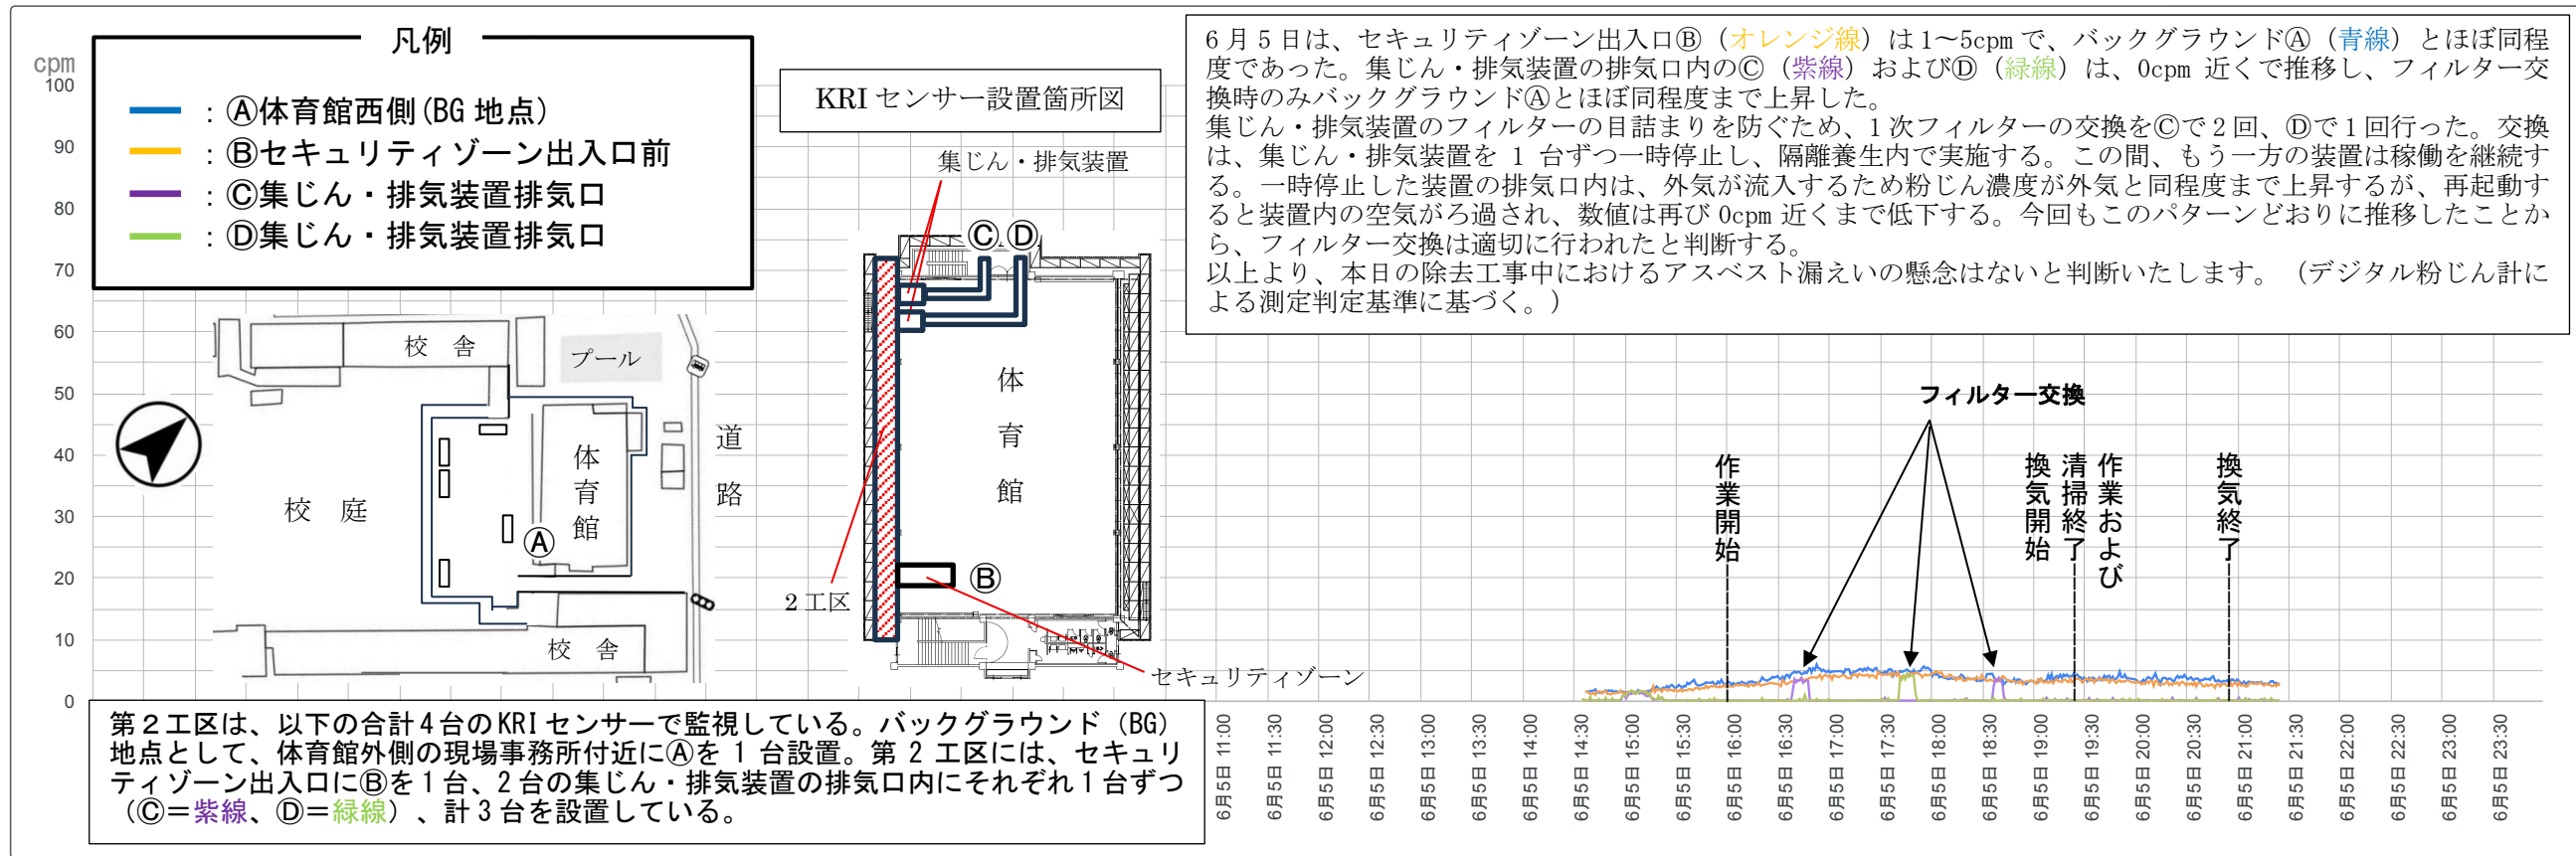 凡例
cpm
：Ⓐ体育館西側(BG地点)
：Ⓑセキュリティゾーン出入口前
：Ⓒ集じん・排気装置排気口
：Ⓓ集じん・排気装置排気口
100
90
80
70
60
50
40
30
20
10
0
KRIセンサー設置箇所図
集じん・排気装置
Ⓒ Ⓓ
体育館
Ⓑ
2工区
セキュリティゾーン
校 舎
プール
道路
体育館
校 庭
Ⓐ
校 舎
6月5日は、セキュリティゾーン出入口Ⓑ（オレンジ線）は1～5cpmで、バックグラウンドⒶ（青線）とほぼ同程
度であった。集じん・排気装置の排気口内のⒸ（紫線）およびⒹ（緑線）は、0cpm 近くで推移し、フィルター交
換時のみバックグラウンドⒶとほぼ同程度まで上昇した。
集じん・排気装置のフィルターの目詰まりを防ぐため、1次フィルターの交換をⒸで2回、Ⓓで1回行った。交換
は、集じん・排気装置を 1 台ずつ一時停止し、隔離養生内で実施する。この間、もう一方の装置は稼働を継続す
る。一時停止した装置の排気口内は、外気が流入するため粉じん濃度が外気と同程度まで上昇するが、再起動す
ると装置内の空気がろ過され、数値は再び 0cpm 近くまで低下する。今回もこのパターンどおりに推移したことか
ら、フィルター交換は適切に行われたと判断する。
以上より、本日の除去工事中におけるアスベスト漏えいの懸念はないと判断いたします。（デジタル粉じん計に
よる測定判定基準に基づく。）
フィルター交換
作業開始
換気開始
清掃終了
作業および
換気終了
第２工区は、以下の合計４台のKRIセンサーで監視している。バックグラウンド（BG）
地点として、体育館外側の現場事務所付近にⒶを 1 台設置。第 2 工区には、セキュリ
ティゾーン出入口にⒷを1台、2台の集じん・排気装置の排気口内にそれぞれ1台ずつ
（Ⓒ＝紫線、Ⓓ＝緑線）、計3台を設置している。
6月5日 11:00
6月5日 11:30
6月5日 12:00
6月5日 12:30
6月5日 13:00
6月5日 13:30
6月5日 14:00
6月5日 14:30
6月5日 15:00
6月5日 15:30
6月5日 16:00
6月5日 16:30
6月5日 17:00
6月5日 17:30
6月5日 18:00
6月5日 18:30
6月5日 19:00
6月5日 19:30
6月5日 20:00
6月5日 20:30
6月5日 21:00
6月5日 21:30
6月5日 22:00
6月5日 22:30
6月5日 23:00
6月5日 23:30